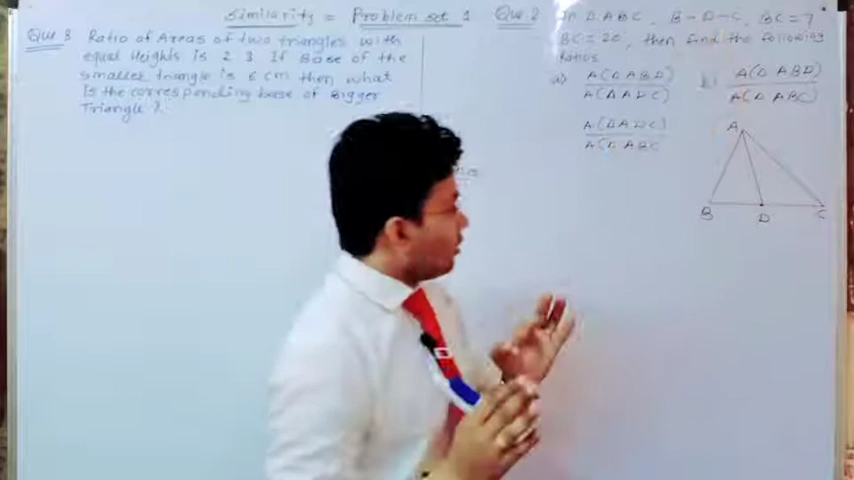 Similarity = Problem set 1
Que 3 Ratio of Areas of two triangles with
equal Heights is 2 3 If Base of the
smaller triangle is 6 cm then what
is the corresponding base of Bigger
Triangle ?
Que 2 In Δ ABC, B-D-C, BC = 7
BC = 20, then find the following
Ratios
a) A(Δ ABD) b) A(Δ ABD)
A(Δ ADC) A(Δ ABC)
A(Δ ADC)
A(Δ ABC
A
B D C